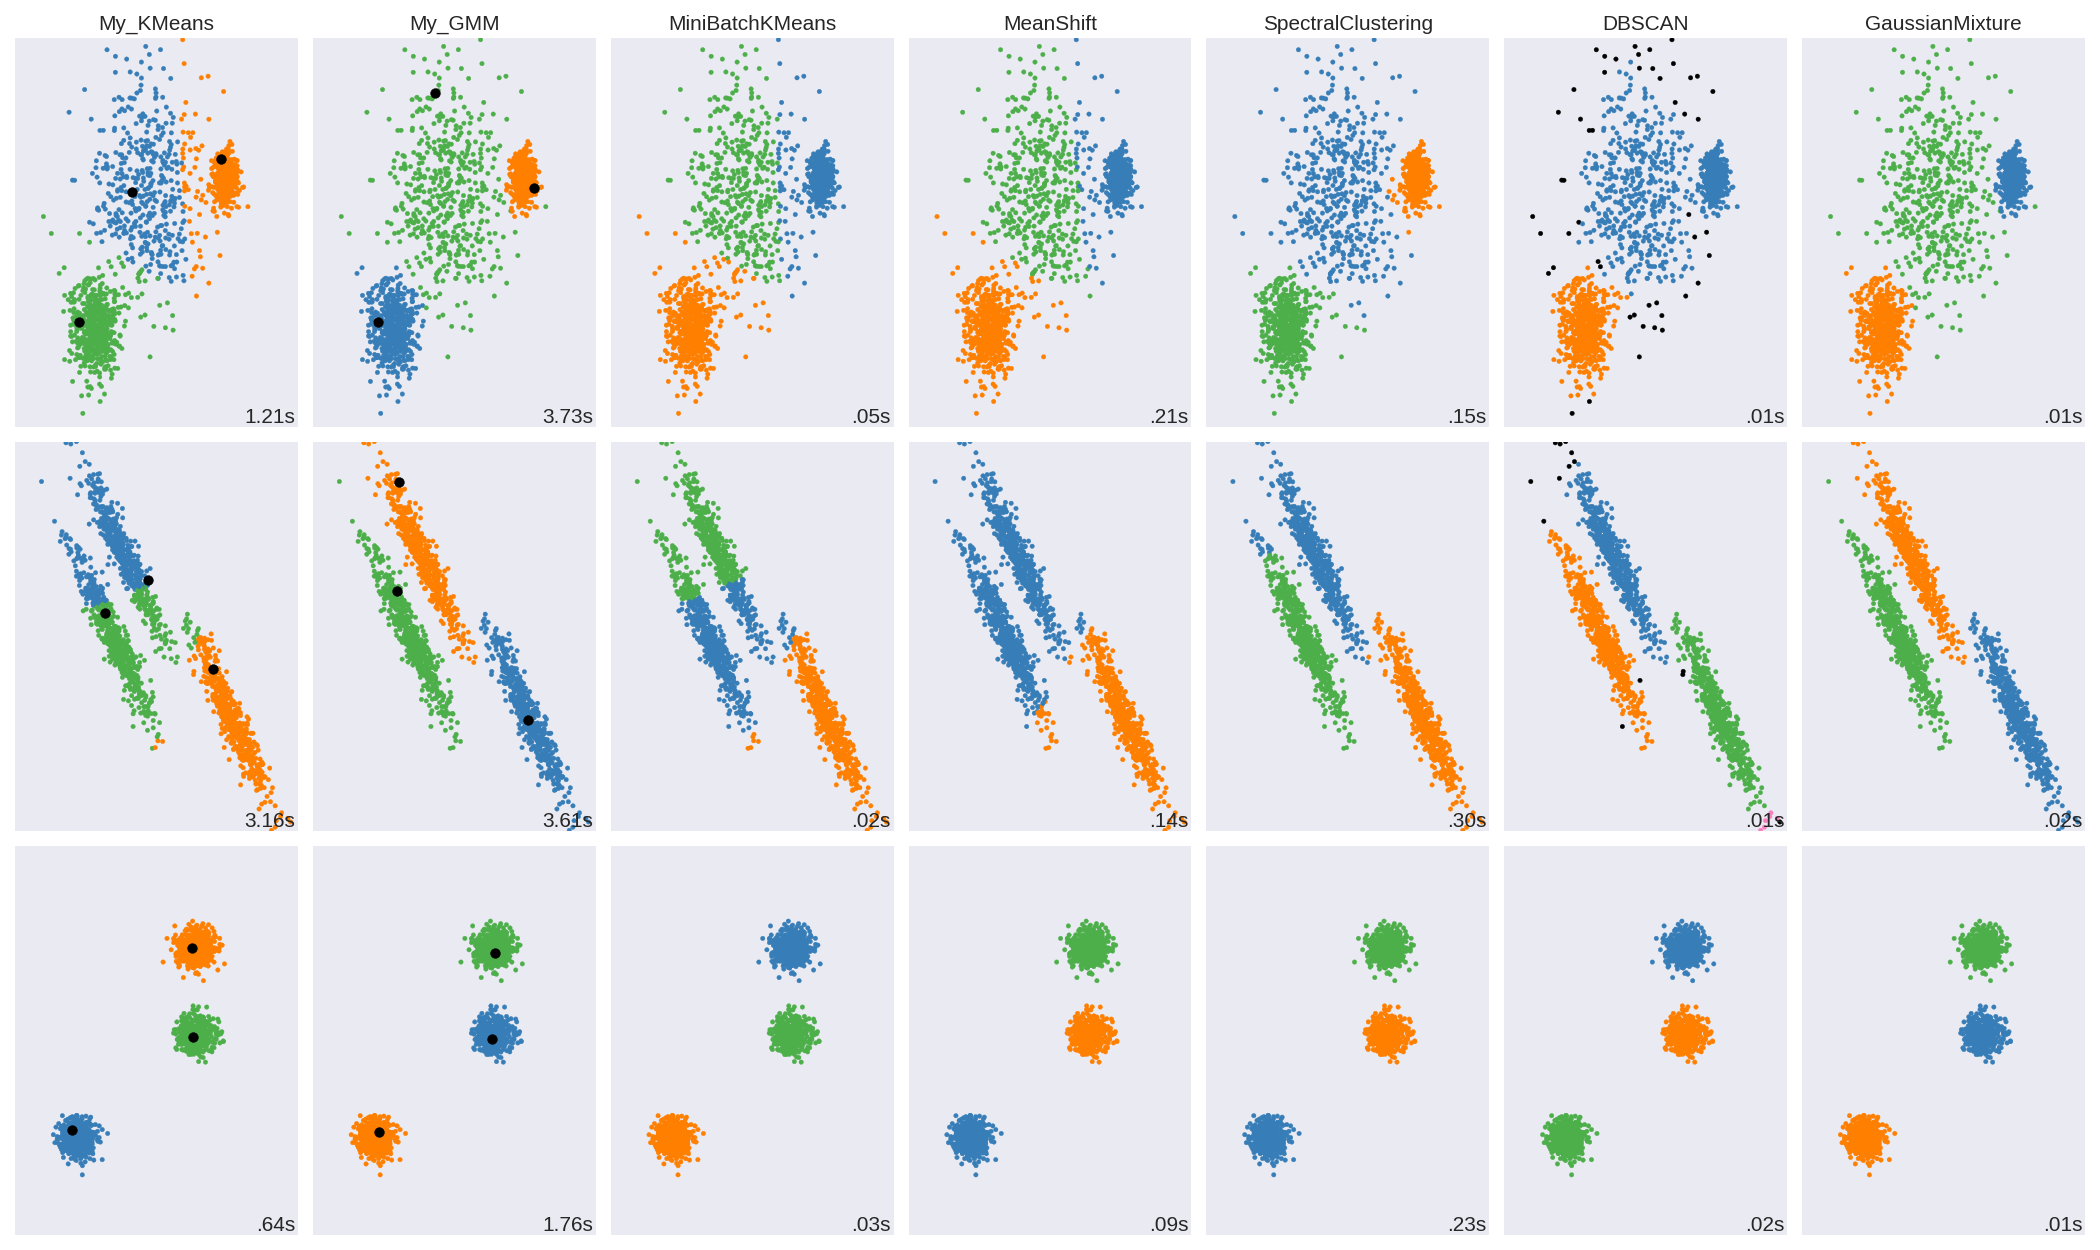 My_KMeans My_GMM MiniBatchKMeans MeanShift SpectralClustering DBSCAN GaussianMixture
1.21s 3.73s .05s .21s .15s .01s .01s
3.16s 3.61s .02s .14s .30s .01s .02s
.64s 1.76s .03s .09s .23s .02s .01s